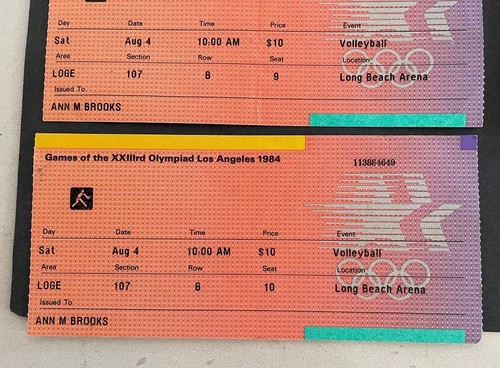 Day Date Time Price Event
Sat Aug 4 10:00 AM $10 Volleyball
Area Section Row Seat Location
LOGE 107 B 9 Long Beach Arena
Issued To
ANN M BROOKS
Games of the XXIIIrd Olympiad Los Angeles 1984 113884649
Day Date Time Price Event
Sat Aug 4 10:00 AM $10 Volleyball
Area Section Row Seat Location
LOGE 107 B 10 Long Beach Arena
Issued To
ANN M BROOKS